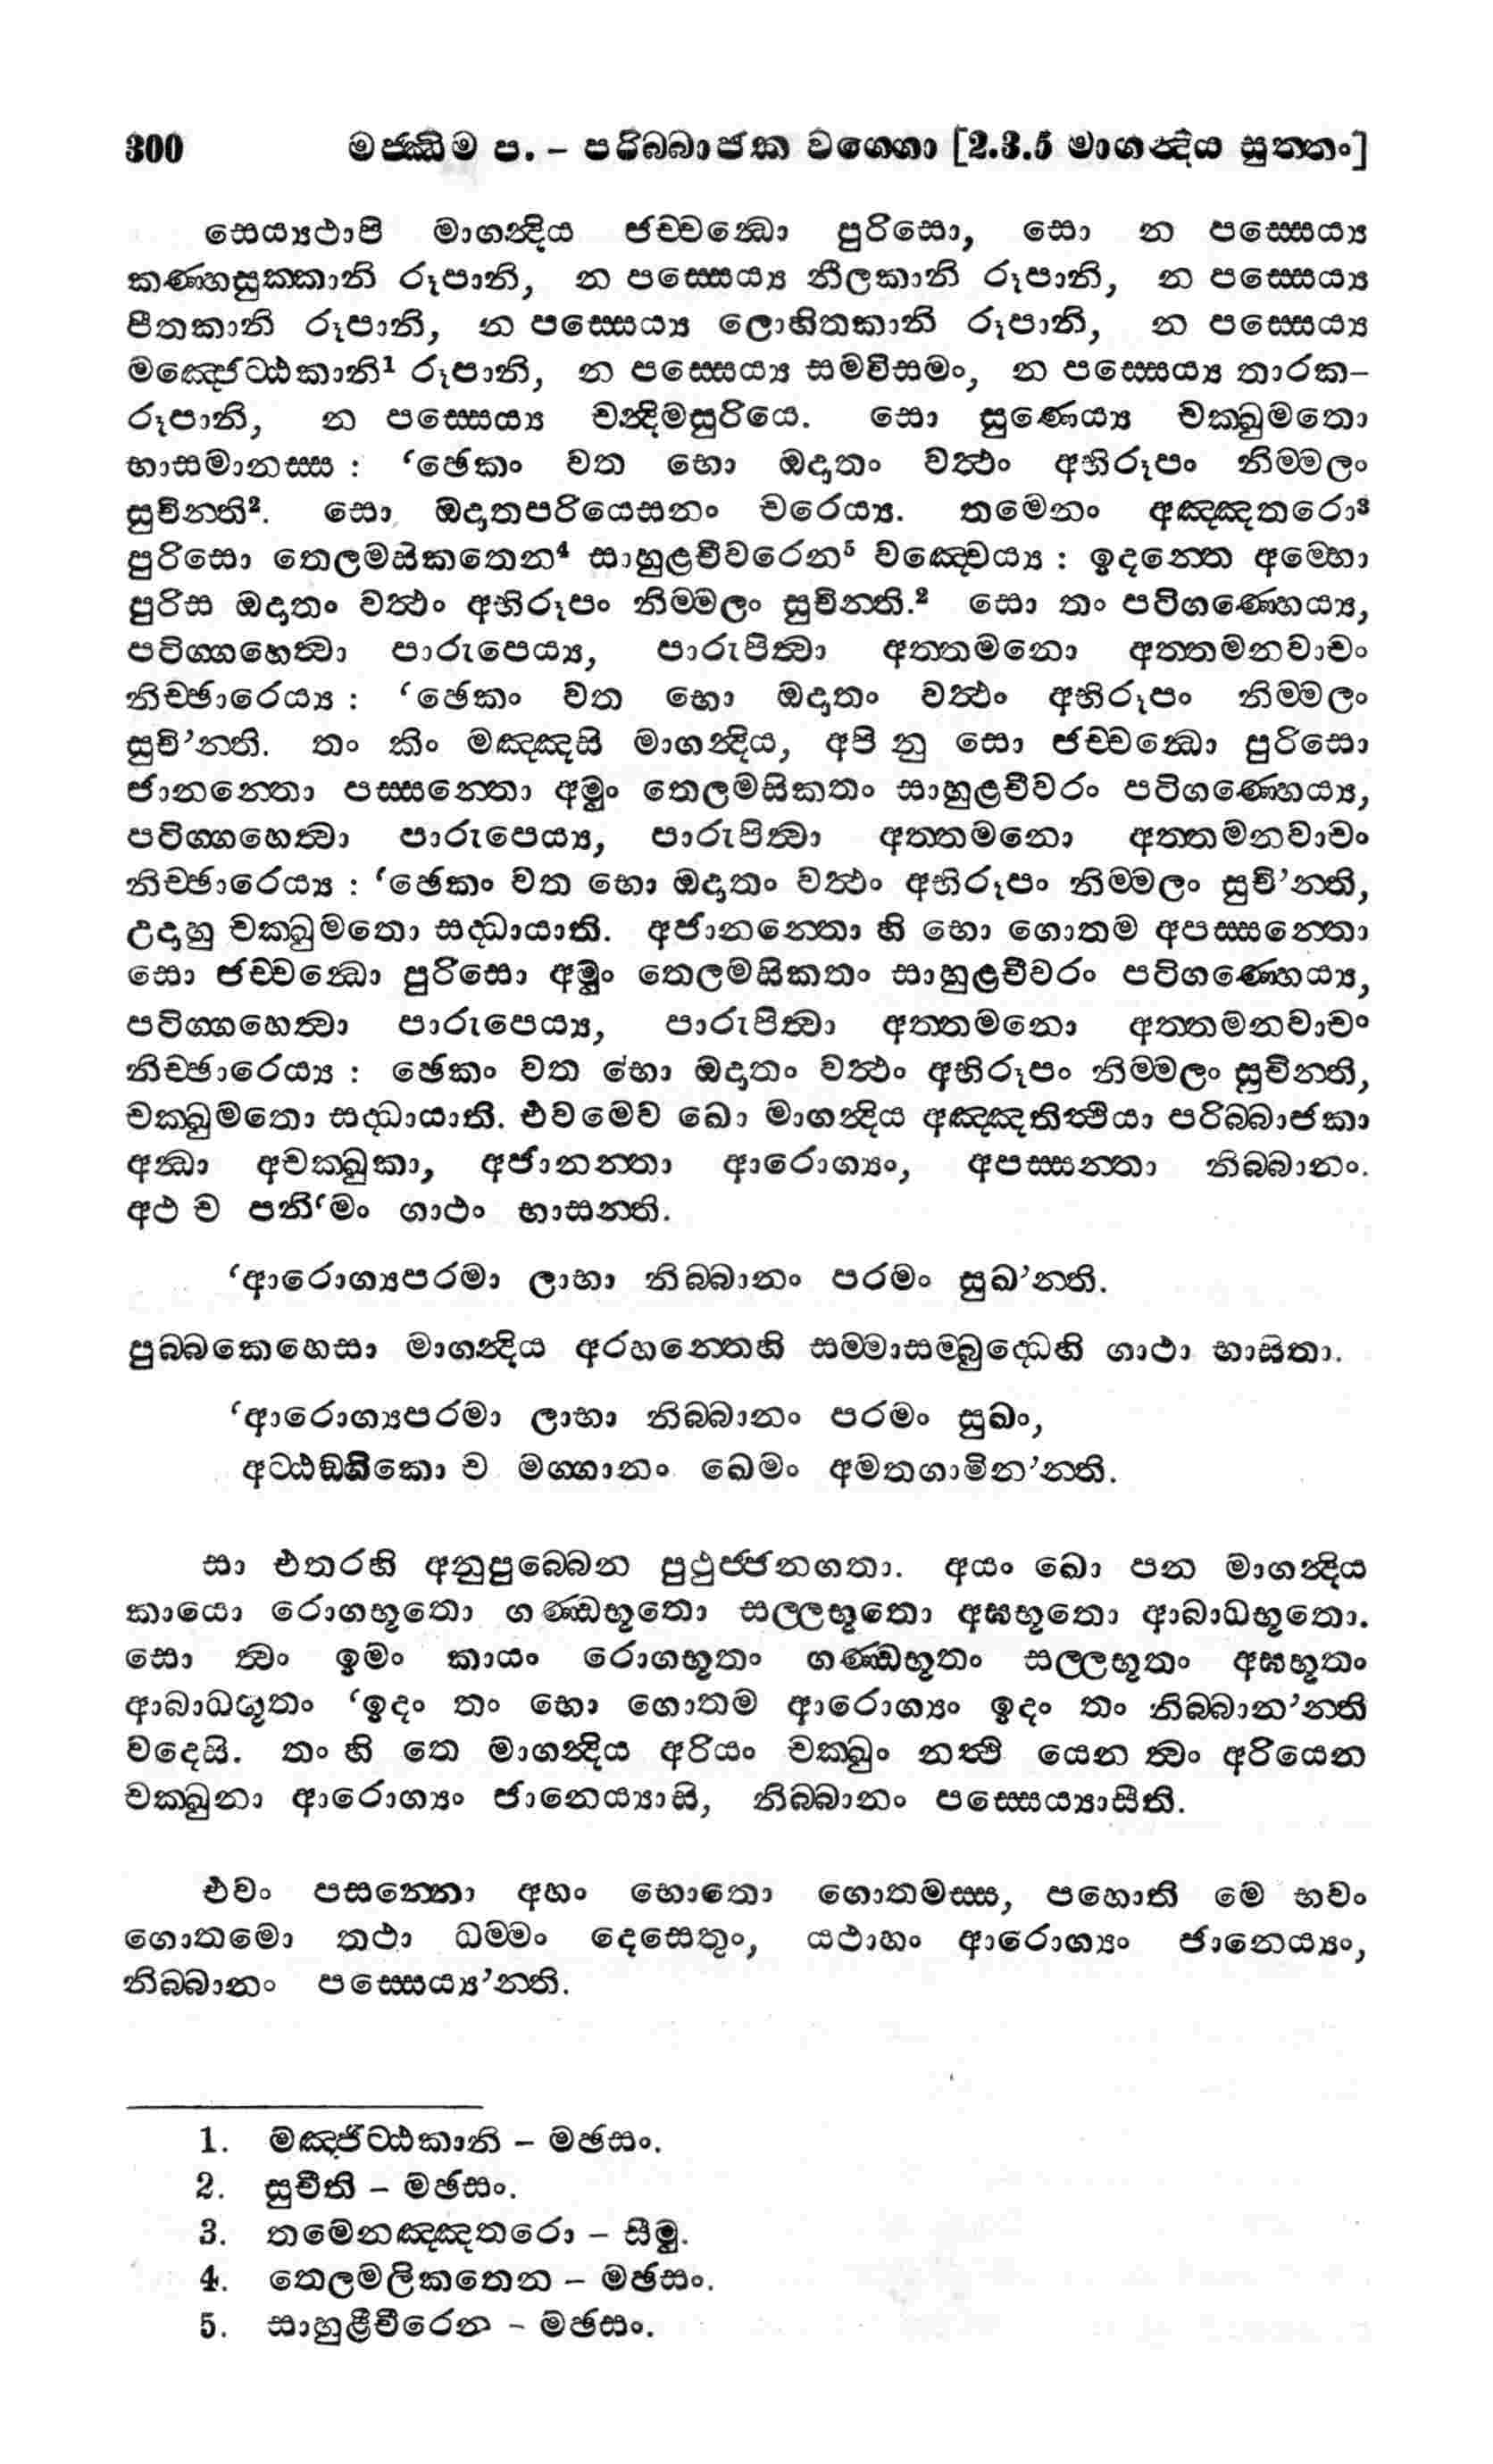 300 මජ්ඣිම ප. – පරිබ්බාජක වග්ගො [2.3.5 මාගන්දිය සුත්තං]
සෙය්‍යථාපි මාගන්දිය ජච්චන්ධො පුරිසො, සො න පස්සෙය්‍ය
කණ්හසුක්කානි රූපානි, න පස්සෙය්‍ය නීලකානි රූපානි, න පස්සෙය්‍ය
පීතකානි රූපානි, න පස්සෙය්‍ය ලොහිතකානි රූපානි, න පස්සෙය්‍ය
මඤ්ජෙට්ඨකානි¹ රූපානි, න පස්සෙය්‍ය සමවිසමං, න පස්සෙය්‍ය තාරක–
රූපානි, න පස්සෙය්‍ය චන්දිමසුරියෙ. සො සුණෙය්‍ය චක්ඛුමතො
භාසමානස්ස : ‘ඡෙකං වත භො ඔදාතං වත්ථං අභිරූපං නිම්මලං
සුචින්ති². සො ඔදාතපරියෙසනං චරෙය්‍ය. තමෙනං අඤ්ඤතරො³
පුරිසො තෙලමසිකතෙන⁴ සාහුළචීවරෙන⁵ වඤ්චෙය්‍ය : ඉදන්තෙ අම්භො
පුරිස ඔදාතං වත්ථං අභිරූපං නිම්මලං සුචින්ති.² සො තං පටිගණ්හෙය්‍ය,
පටිග්ගහෙත්වා පාරුපෙය්‍ය, පාරුපිත්වා අත්තමනො අත්තමනවාචං
නිච්ඡාරෙය්‍ය : ‘ඡෙකං වත භො ඔදාතං වත්ථං අභිරූපං නිම්මලං
සුචි’න්ති. තං කිං මඤ්ඤසි මාගන්දිය, අපි නු සො ජච්චන්ධො පුරිසො
ජානන්තො පස්සන්තො අමුං තෙලමසිකතං සාහුළචීවරං පටිගණ්හෙය්‍ය,
පටිග්ගහෙත්වා පාරුපෙය්‍ය, පාරුපිත්වා අත්තමනො අත්තමනවාචං
නිච්ඡාරෙය්‍ය : ‘ඡෙකං වත භො ඔදාතං වත්ථං අභිරූපං නිම්මලං සුචි’න්ති,
උදාහු චක්ඛුමතො සද්ධායාති. අජානන්තො හි භො ගොතම අපස්සන්තො
සො ජච්චන්ධො පුරිසො අමුං තෙලමසිකතං සාහුළචීවරං පටිගණ්හෙය්‍ය,
පටිග්ගහෙත්වා පාරුපෙය්‍ය, පාරුපිත්වා අත්තමනො අත්තමනවාචං
නිච්ඡාරෙය්‍ය : ඡෙකං වත භො ඔදාතං වත්ථං අභිරූපං නිම්මලං සුචින්ති,
චක්ඛුමතො සද්ධායාති. එවමෙව ඛො මාගන්දිය අඤ්ඤතිත්ථියා පරිබ්බාජකා
අන්ධා අචක්ඛුකා, අජානන්තා ආරොග්‍යං, අපස්සන්තා නිබ්බානං.
අථ ච පනි‘මං ගාථං භාසන්ති.
‘ආරොග්‍යපරමා ලාභා නිබ්බානං පරමං සුඛ’න්ති.
පුබ්බකෙහෙසා මාගන්දිය අරහන්තෙහි සම්මාසම්බුද්ධෙහි ගාථා භාසිතා.
‘ආරොග්‍යපරමා ලාභා නිබ්බානං පරමං සුඛං,
අට්ඨඞ්ගිකො ච මග්ගානං ඛෙමං අමතගාමින’න්ති.
සා එතරහි අනුපුබ්බෙන පුථුජ්ජනගතා. අයං ඛො පන මාගන්දිය
කායො රොගභූතො ගණ්ඩභූතො සල්ලභූතො අඝභූතො ආබාධභූතො.
සො ත්වං ඉමං කායං රොගභූතං ගණ්ඩභූතං සල්ලභූතං අඝභූතං
ආබාධභූතං ‘ඉදං තං භො ගොතම ආරොග්‍යං ඉදං තං නිබ්බාන’න්ති
වදෙසි. තං හි තෙ මාගන්දිය අරියං චක්ඛුං නත්ථි යෙන ත්වං අරියෙන
චක්ඛුනා ආරොග්‍යං ජානෙය්‍යාසි, නිබ්බානං පස්සෙය්‍යාසීති.
එවං පසන්නො අහං භොතො ගොතමස්ස, පහොති මෙ භවං
ගොතමො තථා ධම්මං දෙසෙතුං, යථාහං ආරොග්‍යං ජානෙය්‍යං,
නිබ්බානං පස්සෙය්‍ය’න්ති.
1. මඤ්ජිට්ඨකානි – මඡසං.
2. සුචීති – මඡසං.
3. තමෙනඤ්ඤතරො – සීමු.
4. තෙලමලිකතෙන – මඡසං.
5. සාහුළීචීරෙන – මඡසං.